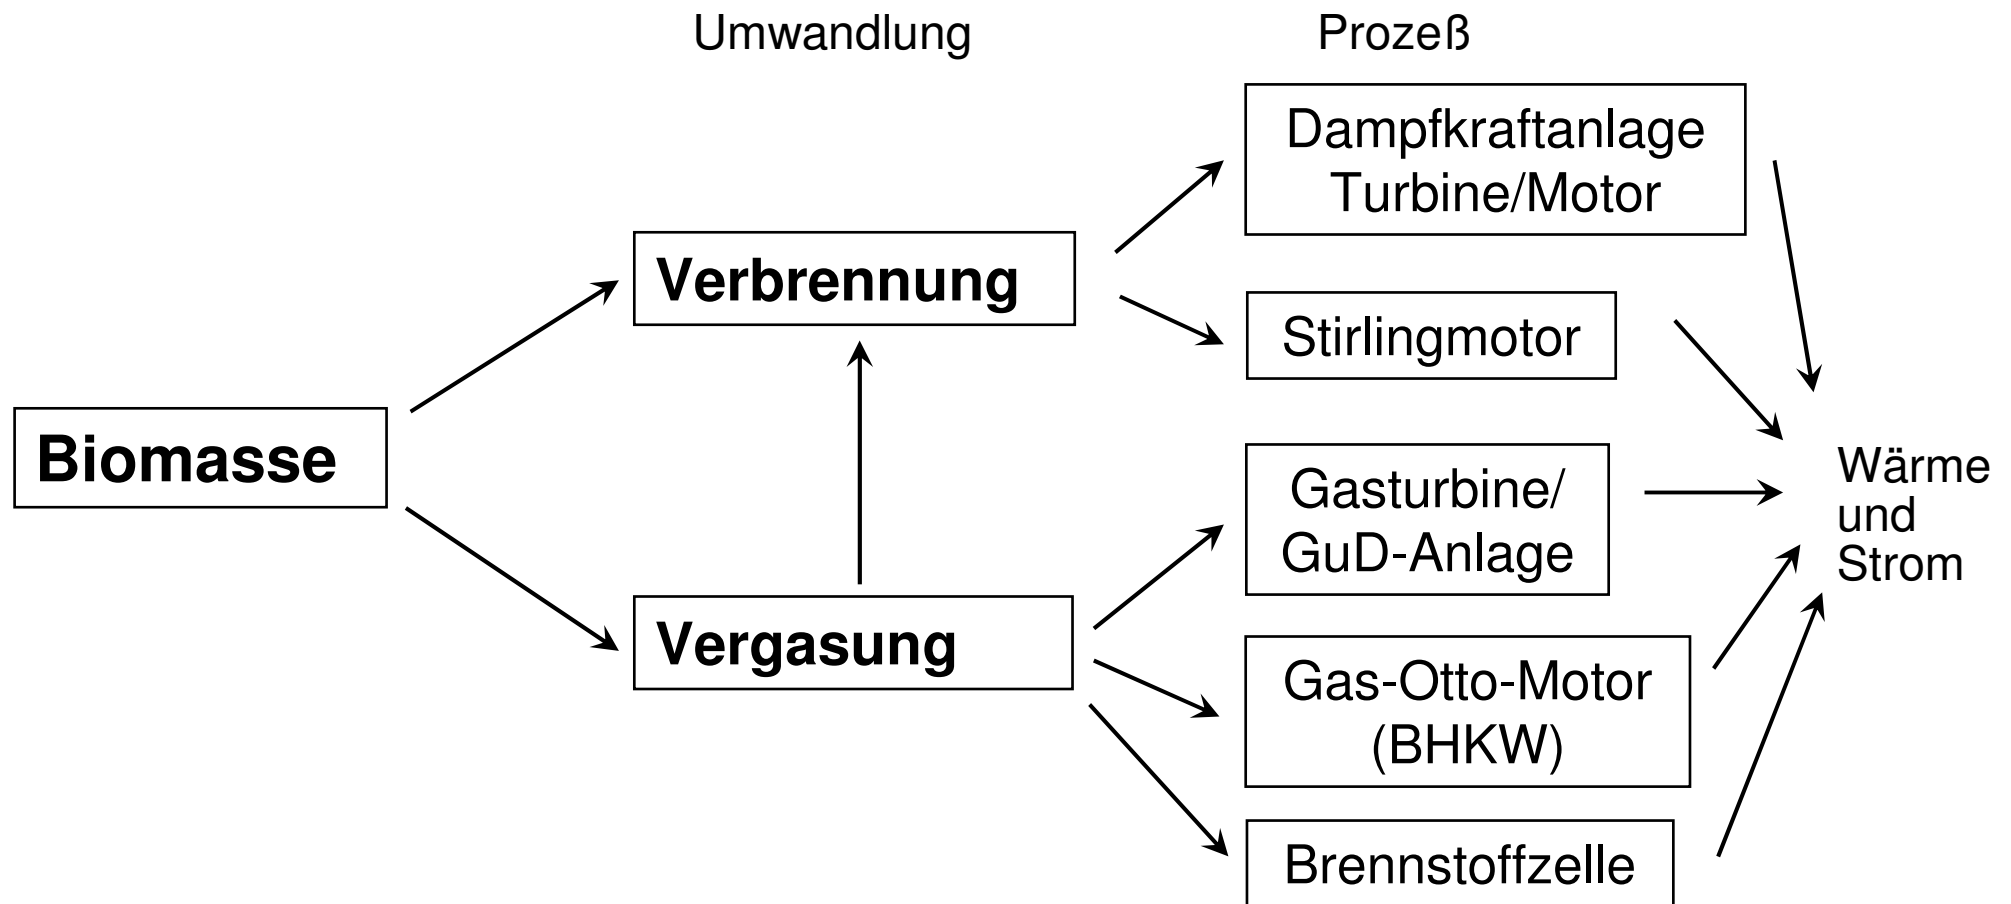 Umwandlung
Prozeß
Dampfkraftanlage
Turbine/Motor
Verbrennung
Stirlingmotor
Biomasse
Gasturbine/
GuD-Anlage
Wärme
und
Strom
Vergasung
Gas-Otto-Motor
(BHKW)
Brennstoffzelle